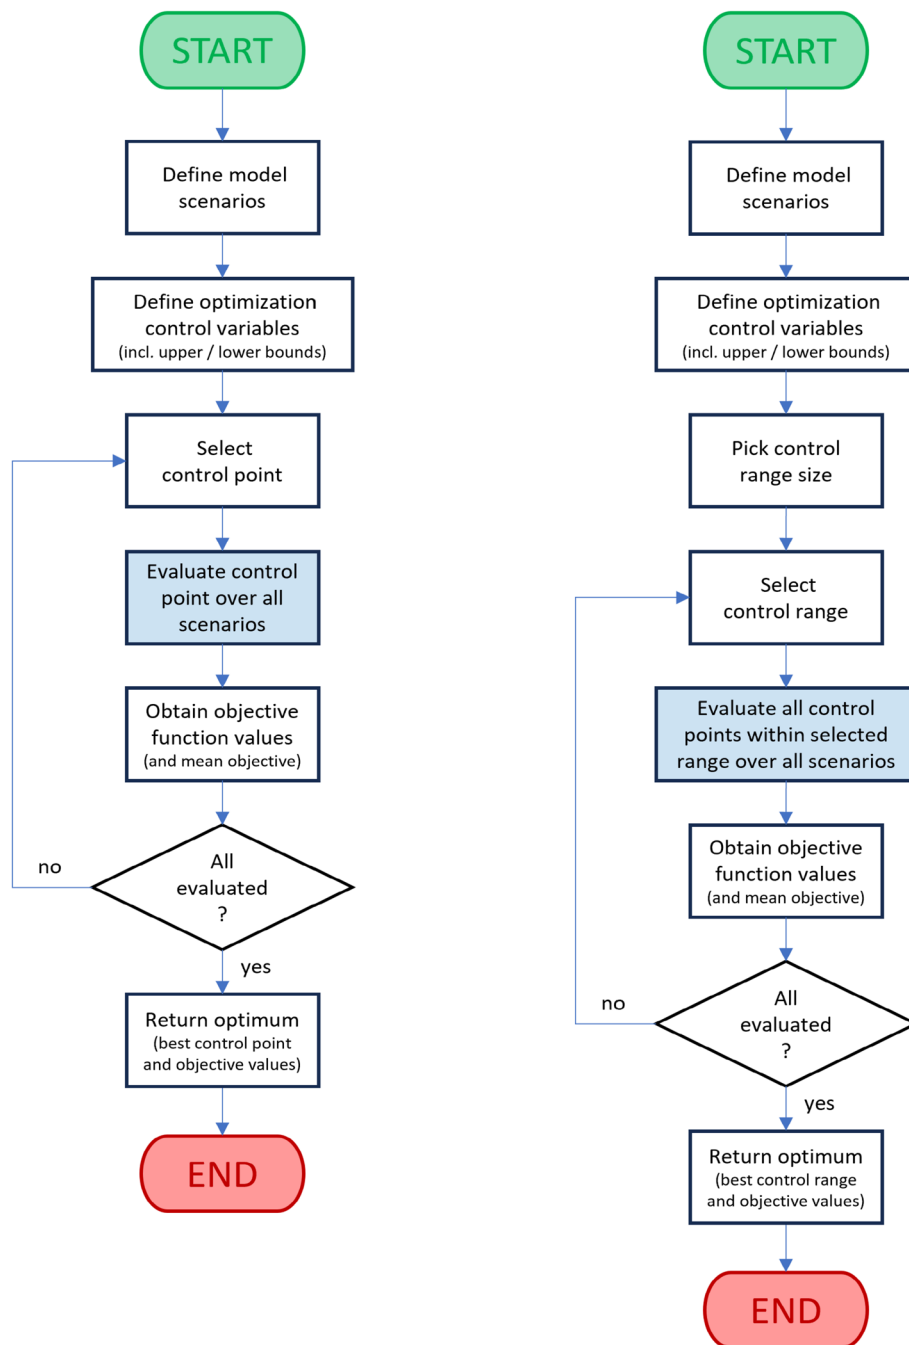 START
Define model
scenarios
Define optimization
control variables
(incl. upper / lower bounds)
Select
control point
Evaluate control
point over all
scenarios
Obtain objective
function values
(and mean objective)
All
evaluated
?
no
yes
Return optimum
(best control point
and objective values)
END
START
Define model
scenarios
Define optimization
control variables
(incl. upper / lower bounds)
Pick control
range size
Select
control range
Evaluate all control
points within selected
range over all scenarios
Obtain objective
function values
(and mean objective)
All
evaluated
?
no
yes
Return optimum
(best control range
and objective values)
END